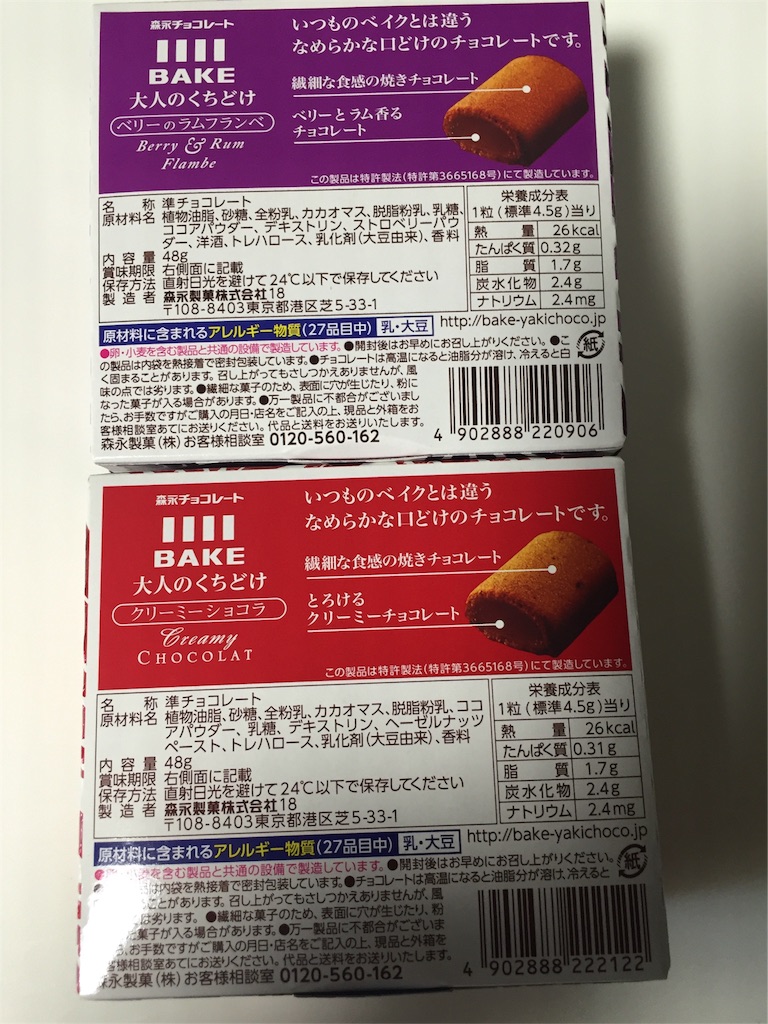 森永チョコレート
BAKE
大人のくちどけ
ベリーのラムフランベ
Berry & Rum
Flambe
いつものベイクとは違う
なめらかな口どけのチョコレートです。
繊細な食感の焼きチョコレート
ベリーとラム香る
チョコレート
この製品は特許製法(特許第3665168号)にて製造しています。
名 称 準チョコレート
原材料名 植物油脂、砂糖、全粉乳、カカオマス、脱脂粉乳、乳糖、
ココアパウダー、デキストリン、ストロベリーパウ
ダー、洋酒、トレハロース、乳化剤(大豆由来)、香料
内 容 量 48g
賞味期限 右側面に記載
保存方法 直射日光を避けて24℃以下で保存してください
製 造 者 森永製菓株式会社18
〒108-8403東京都港区芝5-33-1
栄養成分表
1粒(標準4.5g)当り
熱 量 26kcal
たんぱく質 0.32g
脂 質 1.7g
炭水化物 2.4g
ナトリウム 2.4mg
原材料に含まれるアレルギー物質(27品目中) 乳・大豆
http://bake-yakichoco.jp
●卵・小麦を含む製品と共通の設備で製造しています。●開封後はお早めにお召し上がりください。●こ
の製品は内袋を熱接着で密封包装しています。●チョコレートは高温になると油脂分が溶け、冷えると白
く固まることがあります。召し上がってもさしつかえありませんが、風
味の点では劣ります。●繊細な菓子のため、表面に穴が生じたり、粉に
なった菓子が入る場合があります。●万一製品に不都合がございまし
たら、お手数ですがご購入の月日・店名をご記入の上、現品と外箱をお
客様相談室あてにお送りください。代品と送料をお送りいたします。
森永製菓(株)お客様相談室 0120-560-162
紙
4 902888 220906
森永チョコレート
BAKE
大人のくちどけ
クリーミーショコラ
Creamy
CHOCOLAT
いつものベイクとは違う
なめらかな口どけのチョコレートです。
繊細な食感の焼きチョコレート
とろける
クリーミーチョコレート
この製品は特許製法(特許第3665168号)にて製造しています。
名 称 準チョコレート
原材料名 植物油脂、砂糖、全粉乳、カカオマス、脱脂粉乳、ココ
アパウダー、乳糖、デキストリン、ヘーゼルナッツ
ペースト、トレハロース、乳化剤(大豆由来)、香料
内 容 量 48g
賞味期限 右側面に記載
保存方法 直射日光を避けて24℃以下で保存してください
製 造 者 森永製菓株式会社18
〒108-8403東京都港区芝5-33-1
栄養成分表
1粒(標準4.5g)当り
熱 量 26kcal
たんぱく質 0.31g
脂 質 1.7g
炭水化物 2.4g
ナトリウム 2.4mg
原材料に含まれるアレルギー物質(27品目中) 乳・大豆
http://bake-yakichoco.jp
・小麦を含む製品と共通の設備で製造しています。●開封後はお早めにお召し上がりください。
は内袋を熱接着で密封包装しています。●チョコレートは高温になると油脂分が溶け、冷えると
ことがあります。召し上がってもさしつかえありませんが、風
は劣ります。●繊細な菓子のため、表面に穴が生じたり、粉
菓子が入る場合があります。●万一製品に不都合がございま
お手数ですがご購入の月日・店名をご記入の上、現品と外箱を
客様相談室あてにお送りください。代品と送料をお送りいたします。
森永製菓(株)お客様相談室 0120-560-162
紙
4 902888 222122